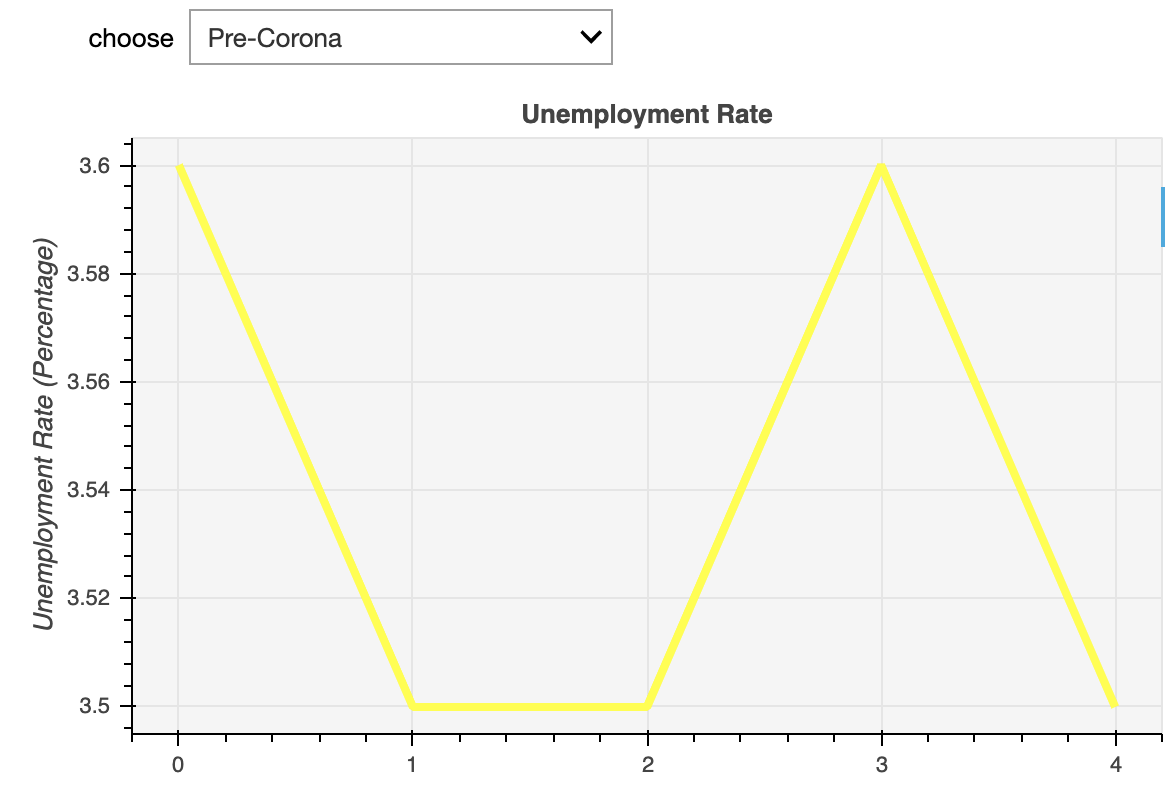 choose Pre-Corona
Unemployment Rate
Unemployment Rate (Percentage)
3.6
3.58
3.56
3.54
3.52
3.5
0 1 2 3 4